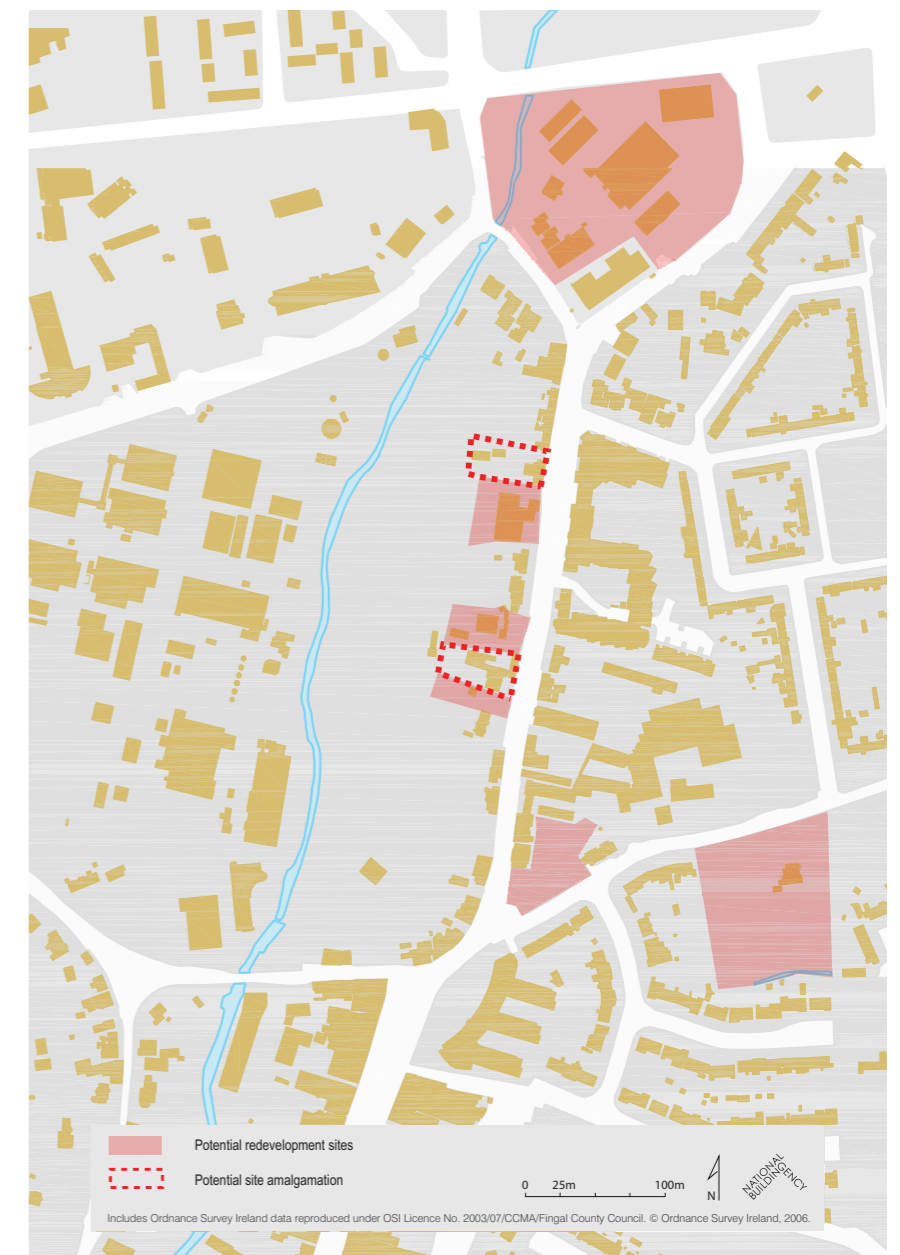 Potential redevelopment sites
Potential site amalgamation
0 25m 100m
N
NATIONAL
BUILDING
AGENCY
Includes Ordnance Survey Ireland data reproduced under OSI Licence No. 2003/07/CCMA/Fingal County Council. © Ordnance Survey Ireland, 2006.